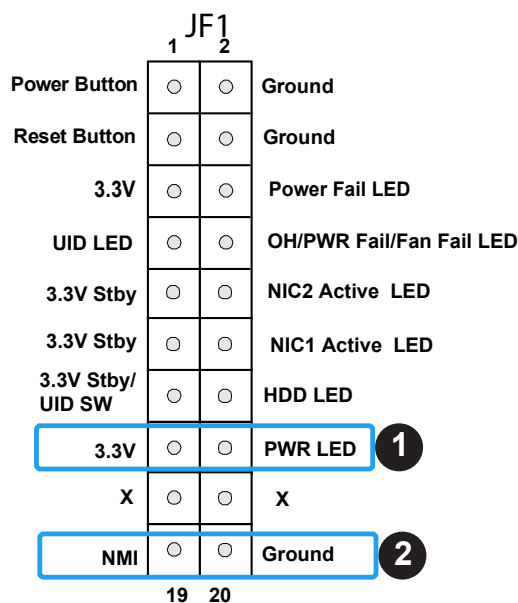 JF1
1 2
Power Button Ground
Reset Button Ground
3.3V Power Fail LED
UID LED OH/PWR Fail/Fan Fail LED
3.3V Stby NIC2 Active LED
3.3V Stby NIC1 Active LED
3.3V Stby/
UID SW HDD LED
3.3V PWR LED 1
X X
NMI Ground 2
19 20